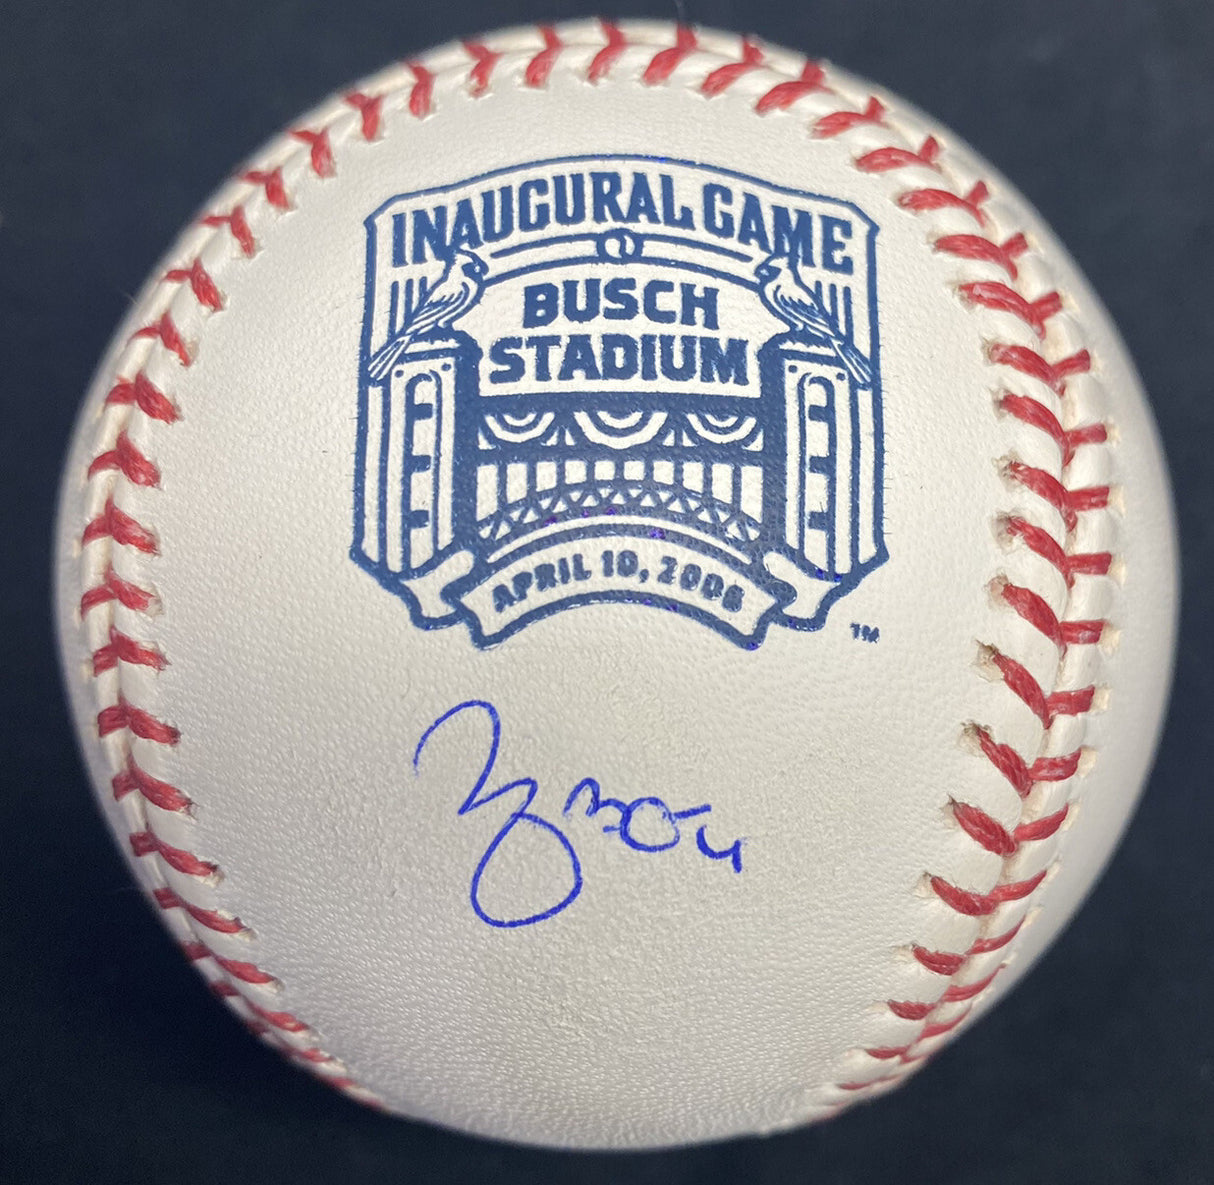 INAUGURAL GAME
BUSCH
STADIUM
APRIL 10, 2006
TM